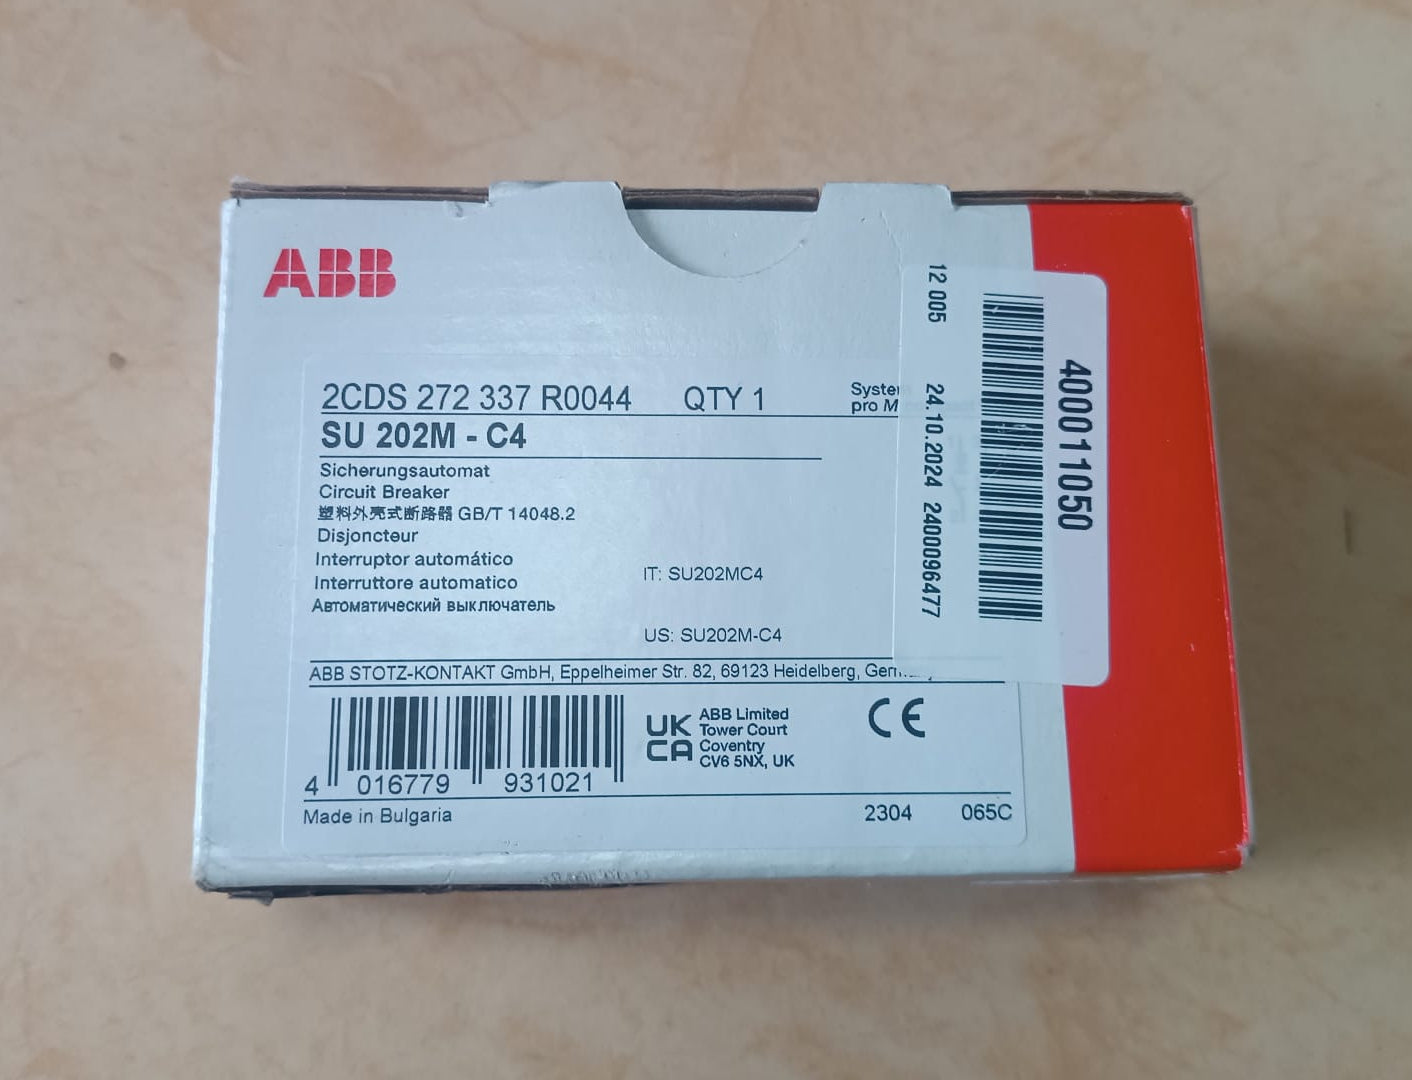 ABB
2CDS 272 337 R0044 QTY 1
pro M
SU 202M - C4
Sicherungsautomat
Circuit Breaker
塑料外壳式断路器 GB/T 14048.2
Disjoncteur
Interruptor automático
Interruttore automatico
Автоматический выключатель
IT: SU202MC4
US: SU202M-C4
ABB STOTZ-KONTAKT GmbH, Eppelheimer Str. 82, 69123 Heidelberg,
4 016779 931021
UK CA
ABB Limited
Tower Court
Coventry
CV6 5NX, UK
CE
Made in Bulgaria 2304 065C
12 005 24.10.2024 2400096477
4000111050